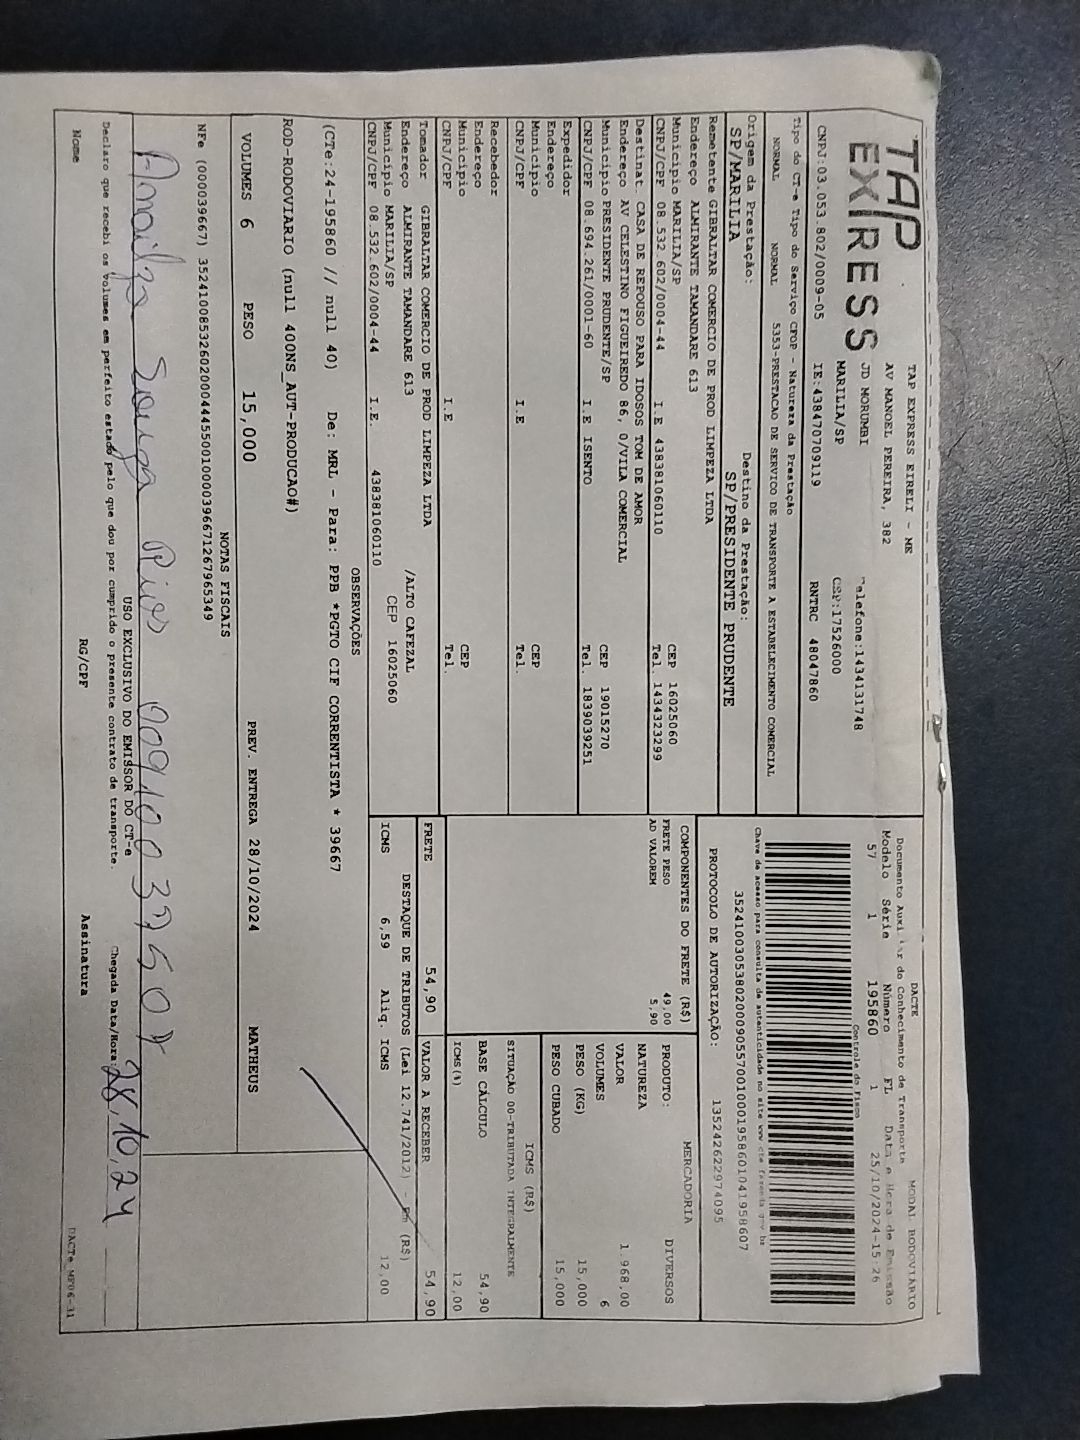 TAP EXPRESS
TAP EXPRESS EIRELI - ME
AV MANOEL PEREIRA, 382
JD MORUMBI Telefone:1434131748
MARILIA/SP CEP:17526000
CNPJ:03.053.802/0009-05 IE:438470709119 RNTRC 48047860
DACTE MODAL RODOVIARIO
Documento Auxiliar do Conhecimento de Transporte
Modelo Série Número FL Data e Hora de Emissão
57 1 195860 1 25/10/2024-15:26
Controle do Fisco
Tipo do CT-e Tipo do Serviço CFOP - Natureza da Prestação
NORMAL NORMAL 5353-PRESTACAO DE SERVICO DE TRANSPORTE A ESTABELECIMENTO COMERCIAL
Chave de acesso para consulta de autenticidade no site www.cte.fazenda.gov.br
35241003053802000905570010001958601041958607
Origem da Prestação: Destino da Prestação:
SP/MARILIA SP/PRESIDENTE PRUDENTE
PROTOCOLO DE AUTORIZAÇÃO: 135242622974095
Remetente GIBRALTAR COMERCIO DE PROD LIMPEZA LTDA
Endereço ALMIRANTE TAMANDARE 613
Município MARILIA/SP CEP 16025060
CNPJ/CPF 08.532.602/0004-44 I.E 438381060110 Tel. 1434323299
Destinat. CASA DE REPOUSO PARA IDOSOS TOM DE AMOR
Endereço AV CELESTINO FIGUEIREDO 86, 0/VILA COMERCIAL
Município PRESIDENTE PRUDENTE/SP CEP 19015270
CNPJ/CPF 08.694.261/0001-60 I.E ISENTO Tel. 1839039251
Expedidor
Endereço
Município CEP
CNPJ/CPF I.E Tel.
Recebedor
Endereço
Município CEP
CNPJ/CPF I.E Tel.
Tomador GIBRALTAR COMERCIO DE PROD LIMPEZA LTDA
Endereço ALMIRANTE TAMANDARE 613 /ALTO CAFEZAL
Município MARILIA/SP CEP 16025060
CNPJ/CPF 08.532.602/0004-44 I.E. 438381060110
COMPONENTES DO FRETE (R$)
FRETE PESO 49,00
AD VALOREM 5,90
PRODUTO: MERCADORIA
NATUREZA DIVERSOS
VALOR 1.968,00
VOLUMES 6
PESO (KG) 15,000
PESO CUBADO 15,000
ICMS (R$)
SITUAÇÃO 00-TRIBUTADA INTEGRALMENTE
BASE CÁLCULO 54,90
ICMS(%) 12,00
FRETE 54,90 VALOR A RECEBER 54,90
DESTAQUE DE TRIBUTOS (Lei 12.741/2012) - Em (R$)
ICMS 6,59 Aliq. ICMS 12,00
OBSERVAÇÕES
(CTe:24-195860 // null 40) De: MRL - Para: PPB *PGTO CIF CORRENTISTA * 39667
ROD-RODOVIARIO (null 400NS_AUT-PRODUCAO#)
VOLUMES 6 PESO 15,000 PREV. ENTREGA 28/10/2024 MATHEUS
NOTAS FISCAIS
NFe (000039667) 35241008532602000444550010000396671267965349
USO EXCLUSIVO DO EMISSOR DO CT-e
Souza Rios
Declaro que recebi os volumes em perfeito estado pelo que dou por cumprido o presente contrato de transporte. Chegada Data/Hora 28.10.24
Nome RG/CPF Assinatura
DACTe MF06-31